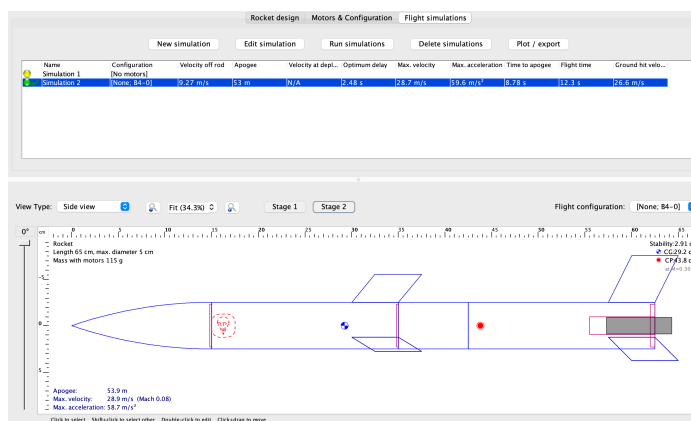 Rocket design Motors & Configuration Flight simulations
New simulation Edit simulation Run simulations Delete simulations Plot / export
Name Configuration Velocity off rod Apogee Velocity at depl... Optimum delay Max. velocity Max. acceleration Time to apogee Flight time Ground hit velo...
Simulation 1 [No motors]
Simulation 2 [None; B4-0] 9.27 m/s 53 m N/A 2.48 s 28.7 m/s 59.6 m/s² 8.78 s 12.3 s 26.6 m/s
View Type: Side view Fit (34.3%) Stage 1 Stage 2 Flight configuration: [None; B4-0]
0° cm 0 5 10 15 20 25 30 35 40 45 50 55 60 65
Rocket Stability:2.91
Length 65 cm, max. diameter 5 cm CG:29.2
Mass with motors 115 g CP:43.8
at M=0.30
-5
0
5
Apogee: 53.9 m
Max. velocity: 28.9 m/s (Mach 0.08)
Max. acceleration: 58.7 m/s²
Click to select Shift+click to select other Double-click to edit Click+drag to move